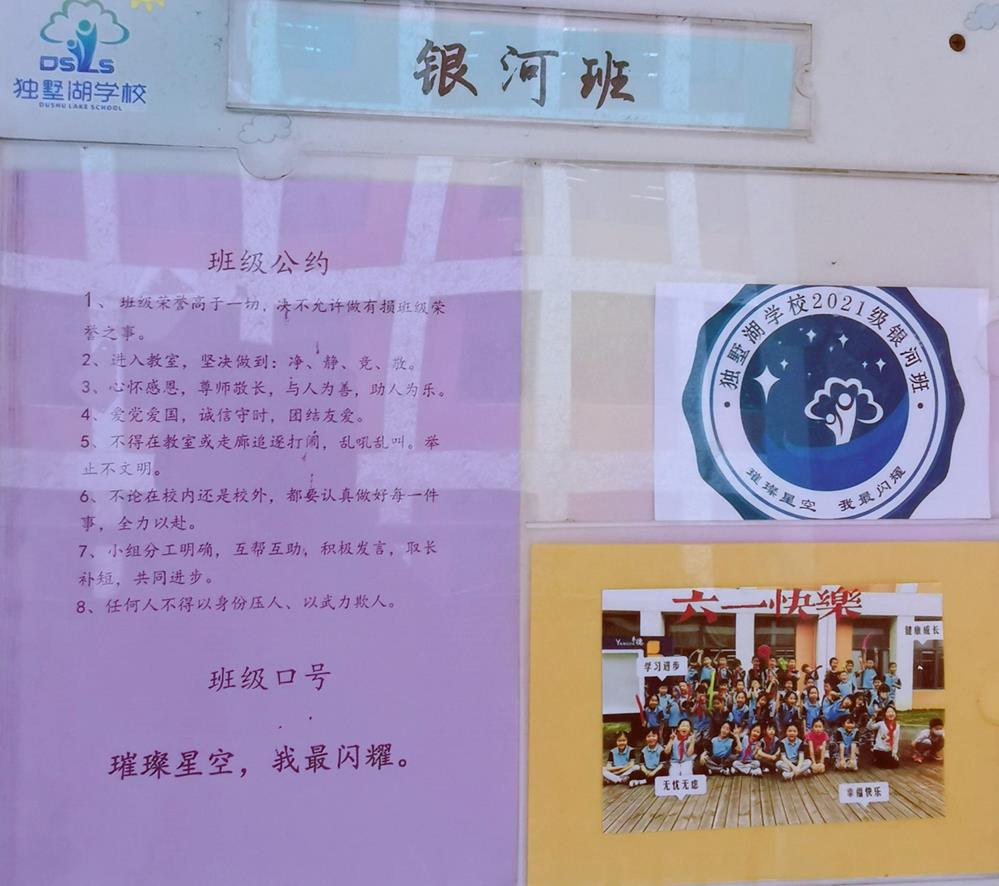 DSLS
独墅湖学校
DUSHU LAKE SCHOOL
银河班
班级公约
1、班级荣誉高于一切，决不允许做有损班级荣
誉之事。
2、进入教室，坚决做到：净、静、竞、敬。
3、心怀感恩，尊师敬长，与人为善，助人为乐。
4、爱党爱国，诚信守时，团结友爱。
5、不得在教室或走廊追逐打闹，乱吼乱叫。举
止不文明。
6、不论在校内还是校外，都要认真做好每一件
事，全力以赴。
7、小组分工明确，互帮互助，积极发言，取长
补短，共同进步。
8、任何人不得以身份压人、以武力欺人。
班级口号
璀璨星空，我最闪耀。
独墅湖学校2021级银河班
璀璨星空 我最闪耀
六一快樂
健康成长
学习进步
无忧无虑
幸福快乐